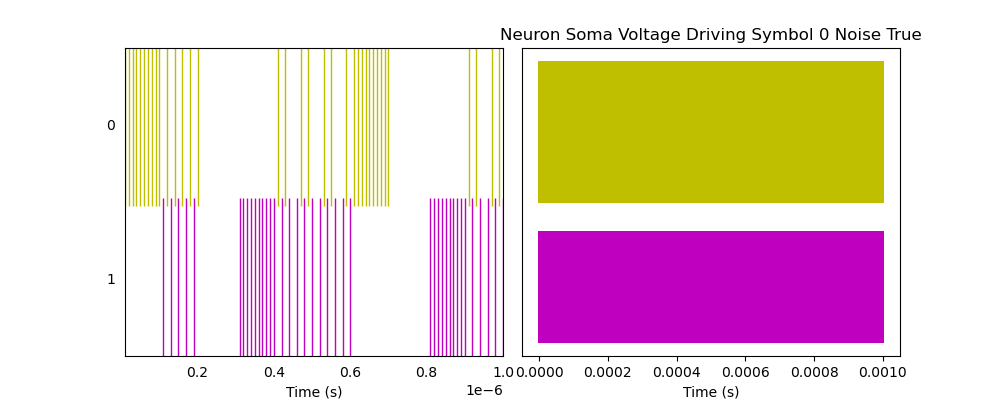 Neuron Soma Voltage Driving Symbol 0 Noise True
0
1
0.2 0.4 0.6 0.8 1.0
1e−6
Time (s)
0.0000 0.0002 0.0004 0.0006 0.0008 0.0010
Time (s)